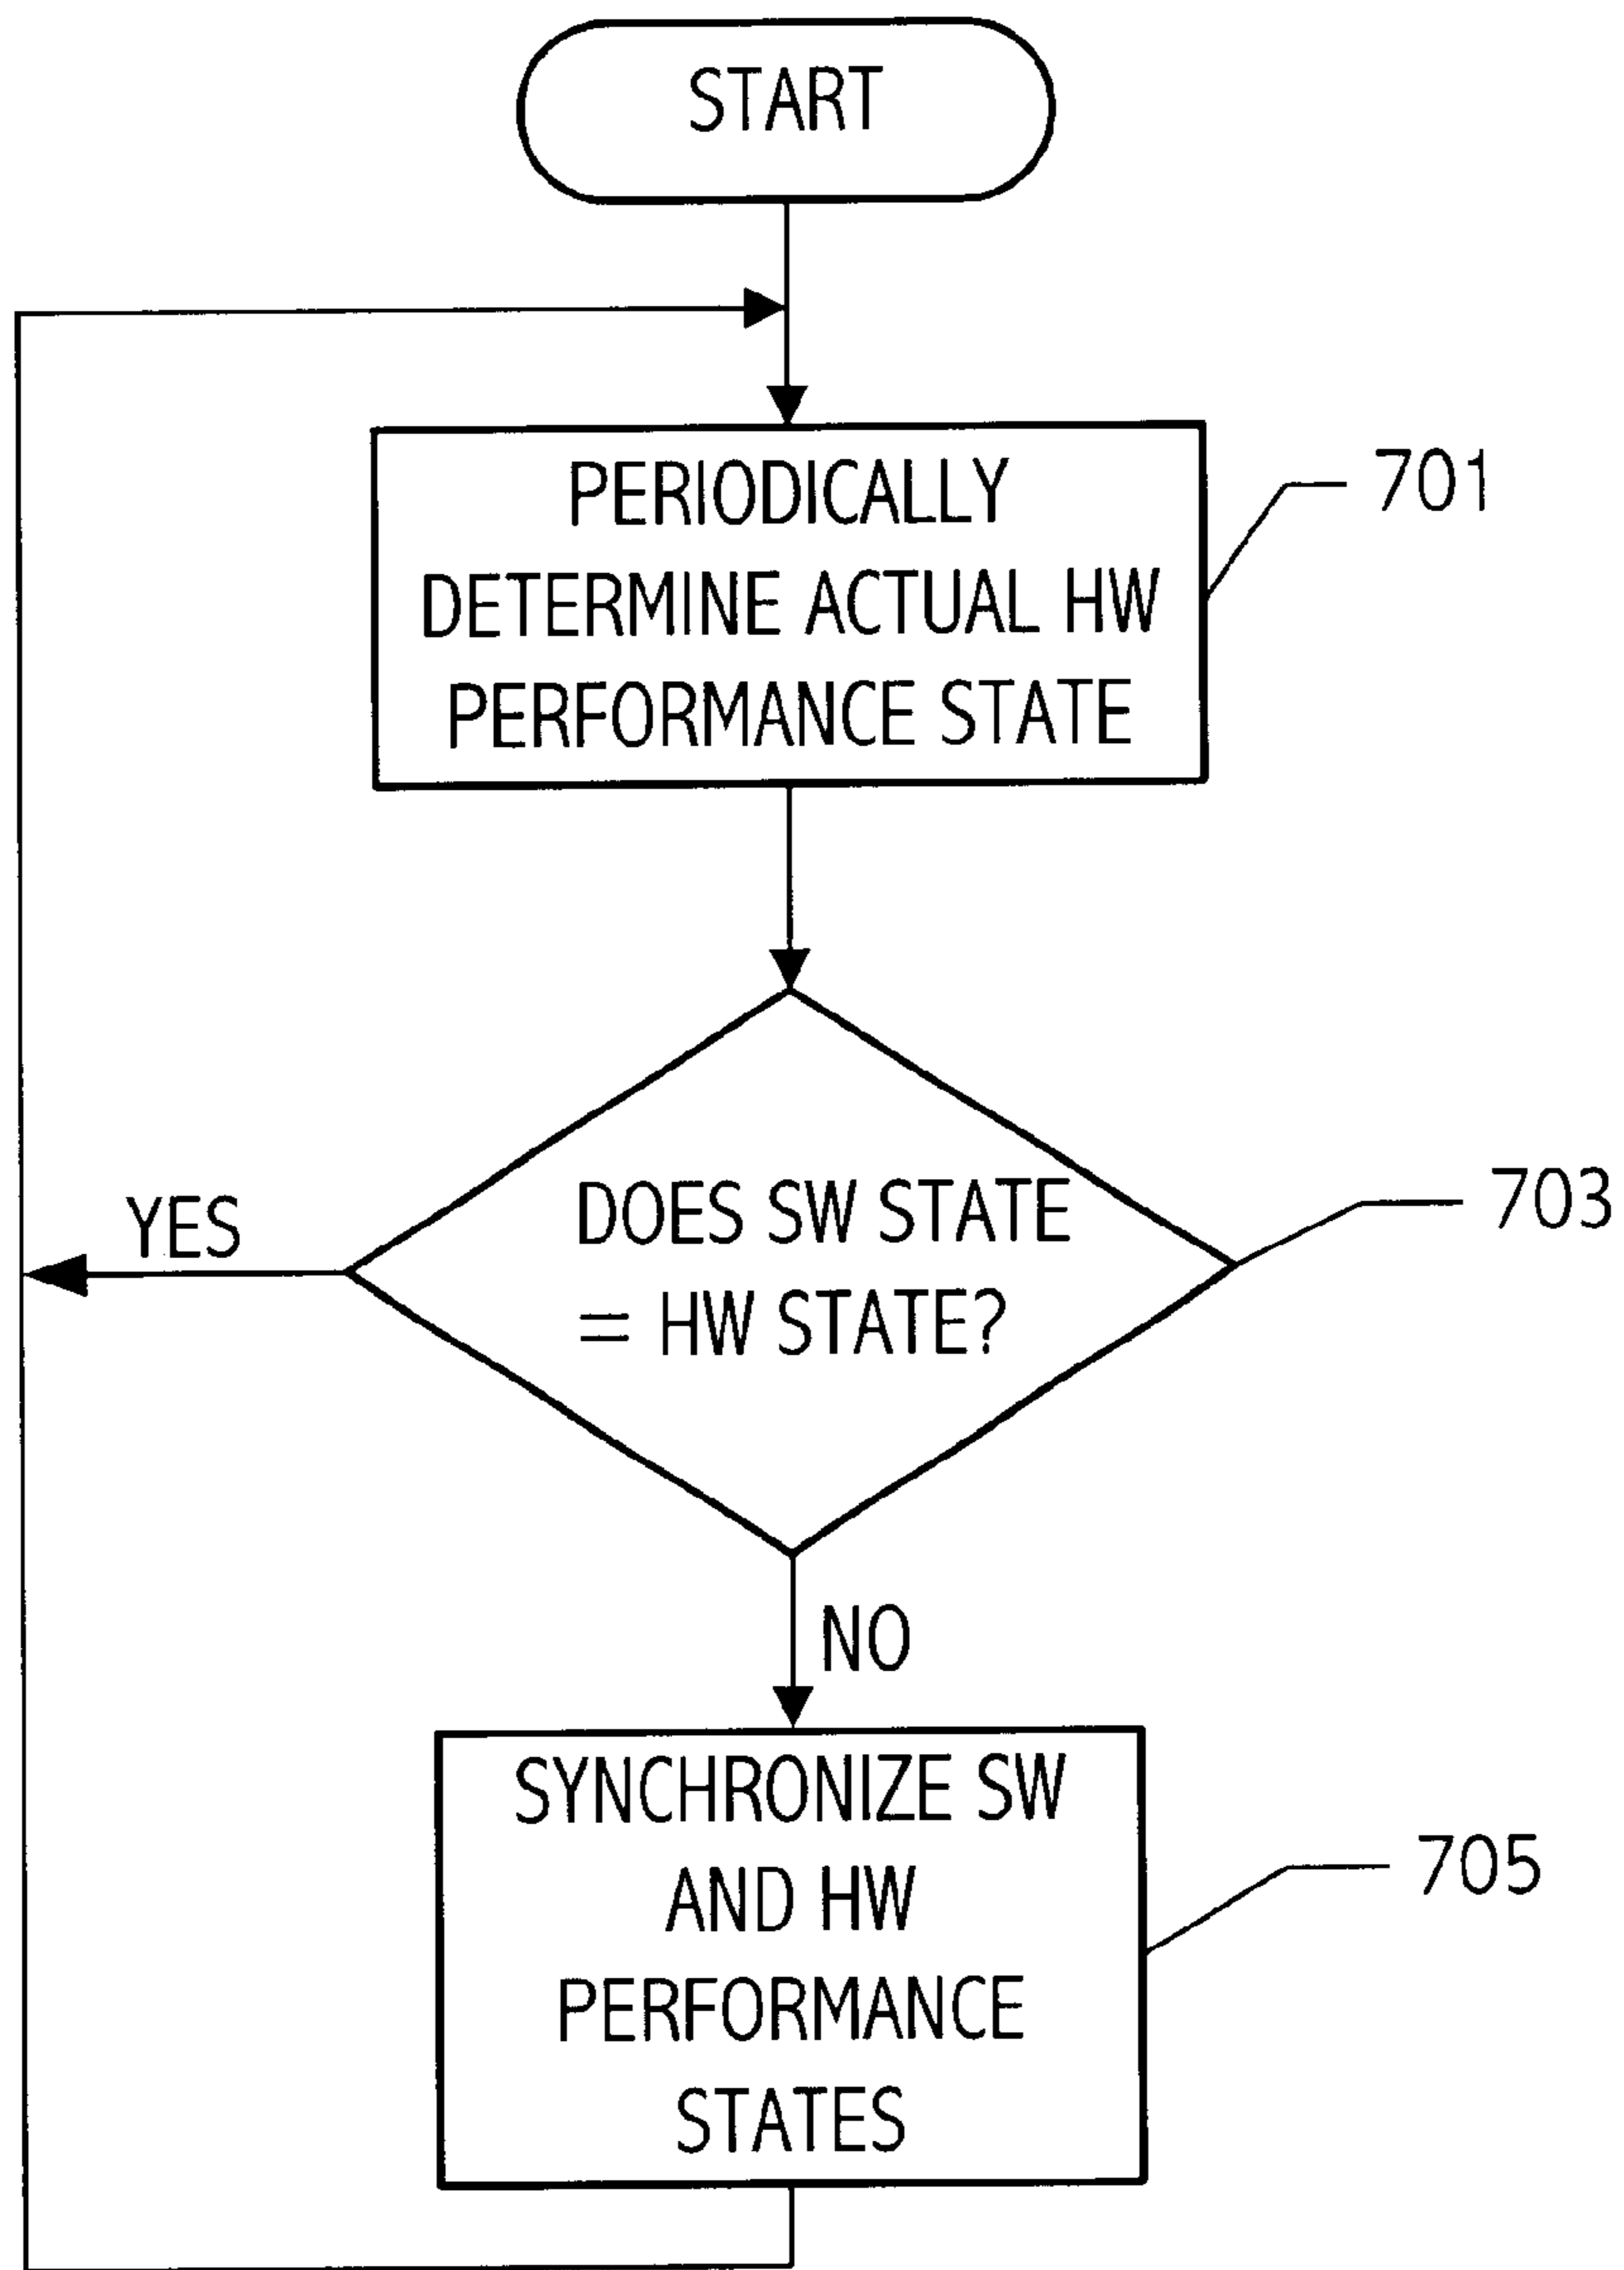 START
PERIODICALLY
DETERMINE ACTUAL HW
PERFORMANCE STATE
701
DOES SW STATE
= HW STATE?
703
YES
NO
SYNCHRONIZE SW
AND HW
PERFORMANCE
STATES
705